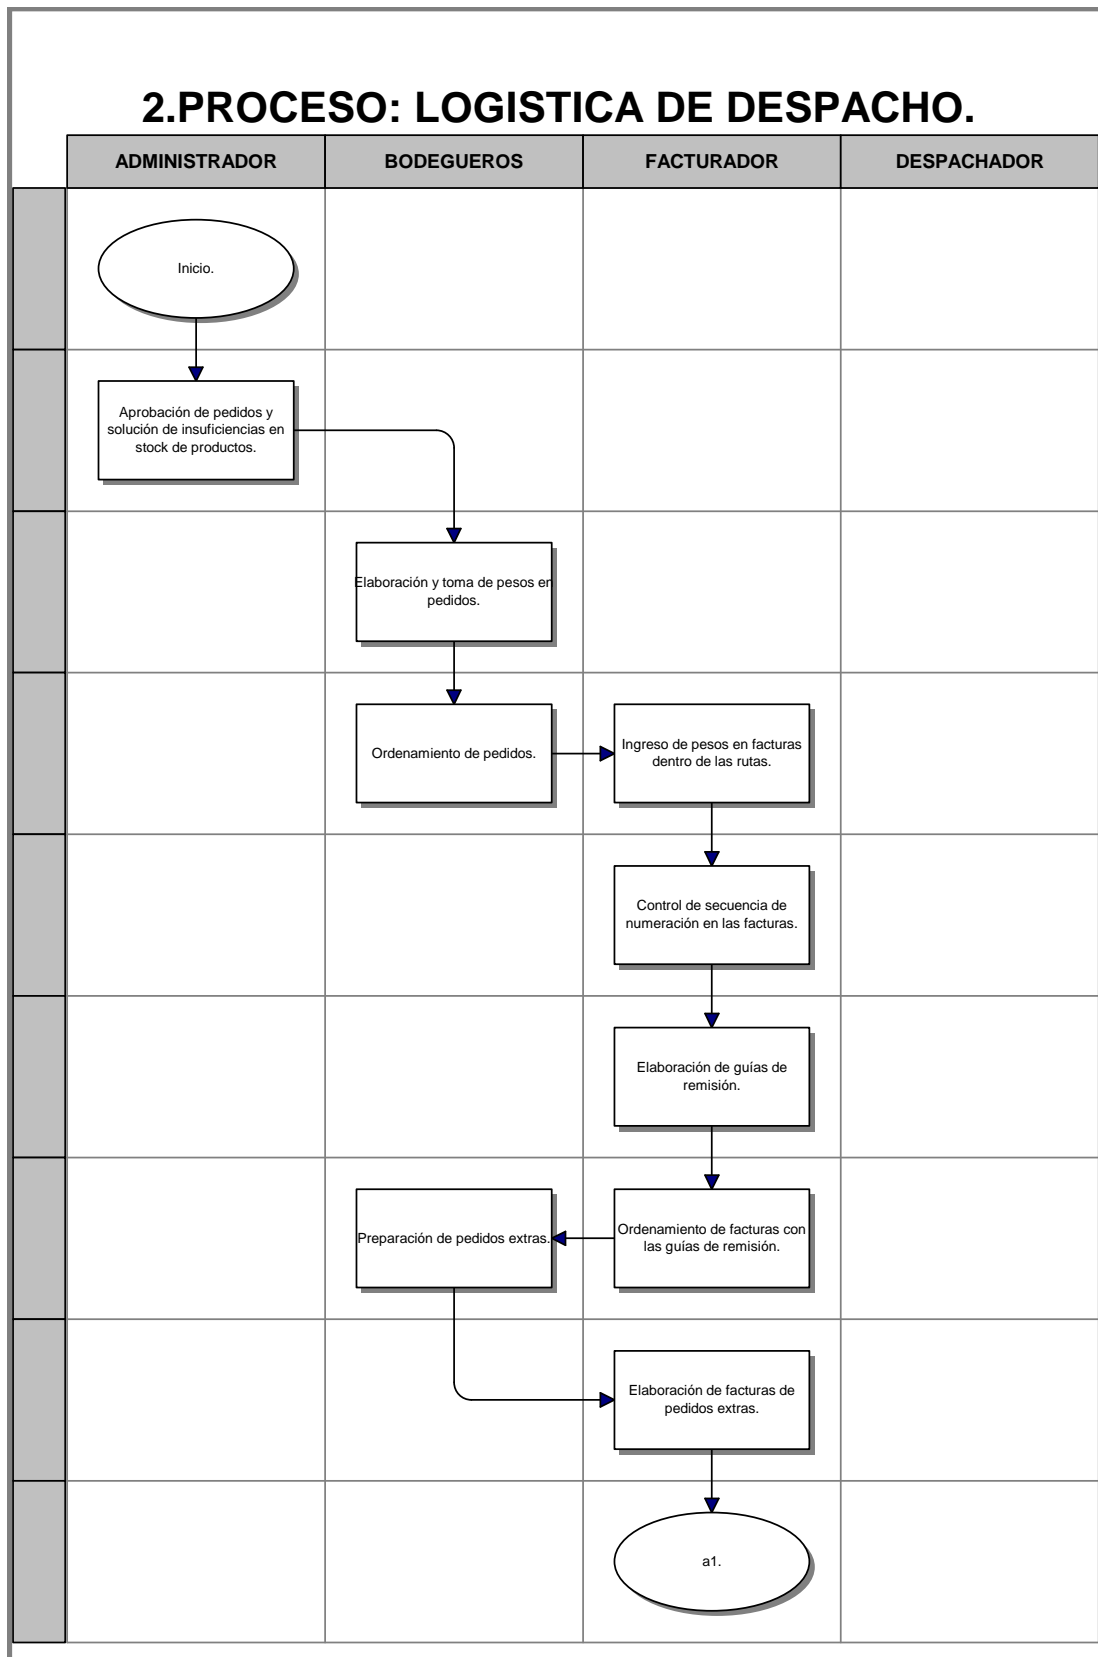 2.PROCESO: LOGISTICA DE DESPACHO.
ADMINISTRADOR
BODEGUEROS
FACTURADOR
DESPACHADOR
Inicio.
Aprobación de pedidos y
solución de insuficiencias en
stock de productos.
Elaboración y toma de pesos en
pedidos.
Ordenamiento de pedidos.
Ingreso de pesos en facturas
dentro de las rutas.
Control de secuencia de
numeración en las facturas.
Elaboración de guías de
remisión.
Ordenamiento de facturas con
las guías de remisión.
Preparación de pedidos extras.
Elaboración de facturas de
pedidos extras.
a1.